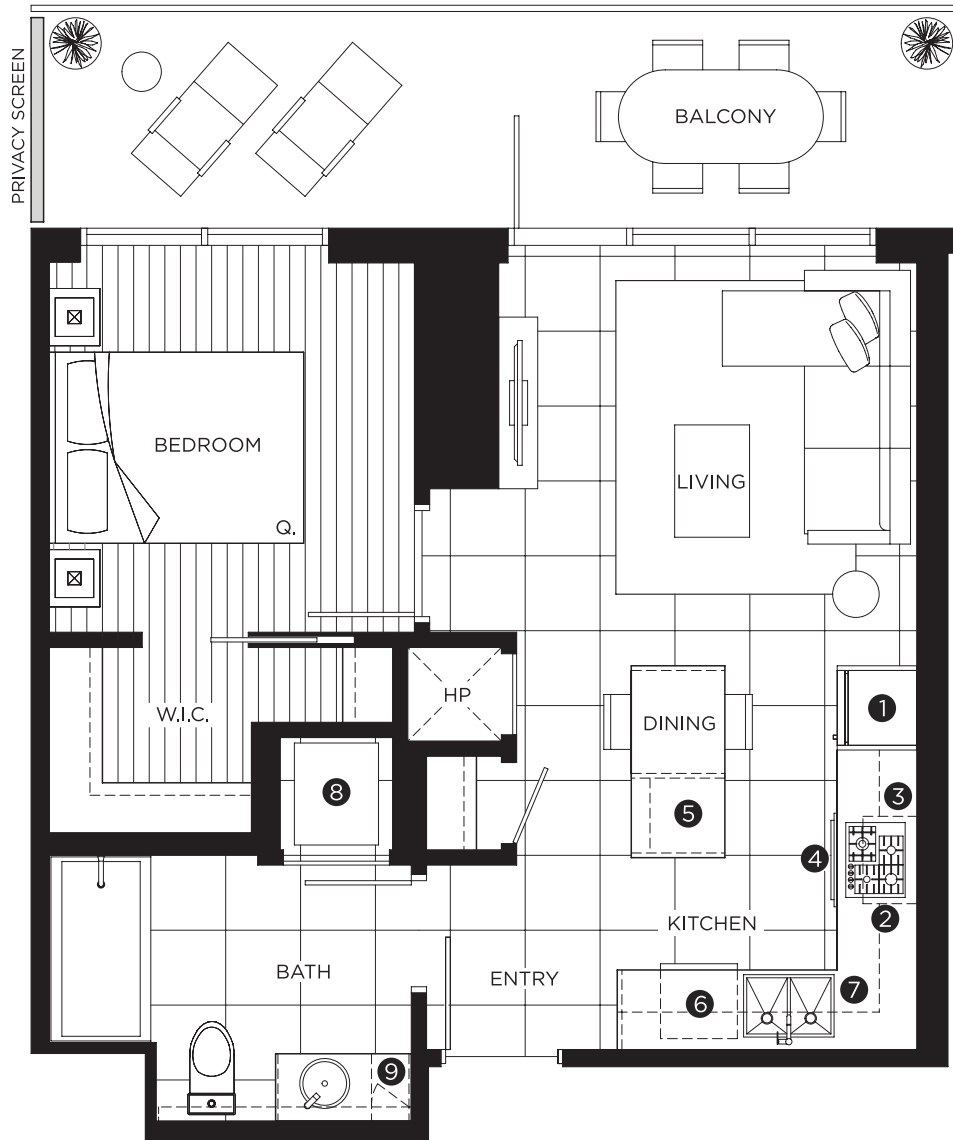 PRIVACY SCREEN
BALCONY
BEDROOM
Q.
LIVING
W.I.C.
HP
DINING
1
8
3
5
4
2
KITCHEN
BATH
ENTRY
7
6
9